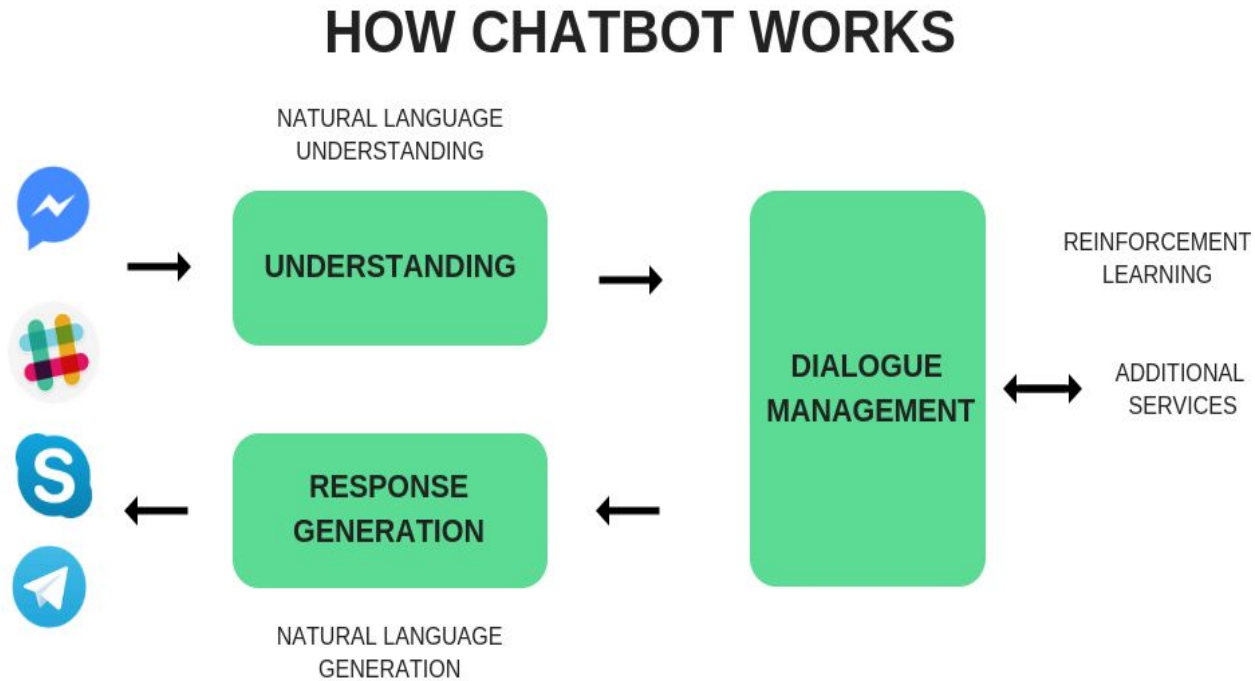 HOW CHATBOT WORKS
NATURAL LANGUAGE
UNDERSTANDING
UNDERSTANDING
DIALOGUE
MANAGEMENT
REINFORCEMENT
LEARNING
ADDITIONAL
SERVICES
S
RESPONSE
GENERATION
NATURAL LANGUAGE
GENERATION